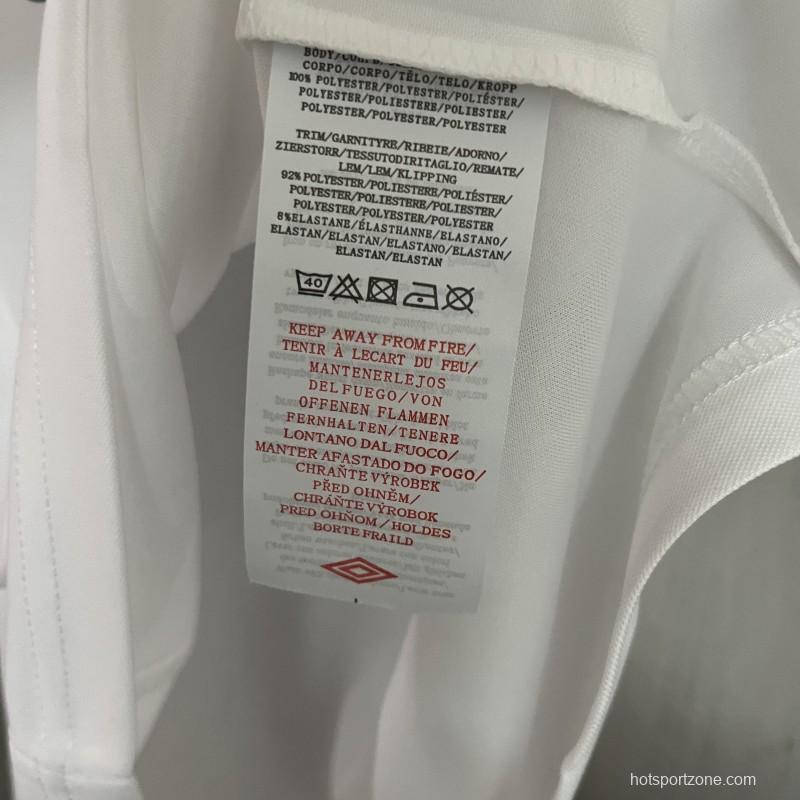 CORPO/CORPO/TĚLO/TELO/KROPP
100% POLYESTER/POLYESTER/POLIÉSTER/
POLYESTER/POLIESTERE/POLIESTER/
POLYESTER/POLYESTER/POLYESTER
TRIM/GARNITYRE/RIBEIE/ADORNO/
ZIERSTORR/TESSUTODIRITAGLIO/REMATE/
LEM/LEM/KLIPPING
92% POLYESTER/POLIESTERE/POLIÉSTER/
POLYESTER/POLIESTERE/POLIESTER/
POLYESTER/POLYESTER/POLYESTER
8%ELASTANE/ÉLASTHANNE/ELASTANO/
ELASTAN/ELASTAN/ELASTANO/ELASTAN/
ELASTAN/ELASTAN
40
KEEP AWAY FROM FIRE/
TENIR À LECART DU FEU/
MANTENERLEJOS
DEL FUEGO/VON
OFFENEN FLAMMEN
FERNHALTEN/TENERE
LONTANO DAL FUOCO/
MANTER AFASTADO DO FOGO/
CHRAŇTE VÝROBEK
PŘED OHNĚM/
CHRÁŇTE VÝROBOK
PRED OHŇOM/HOLDES
BORTE FRAILD
hotsportzone.com